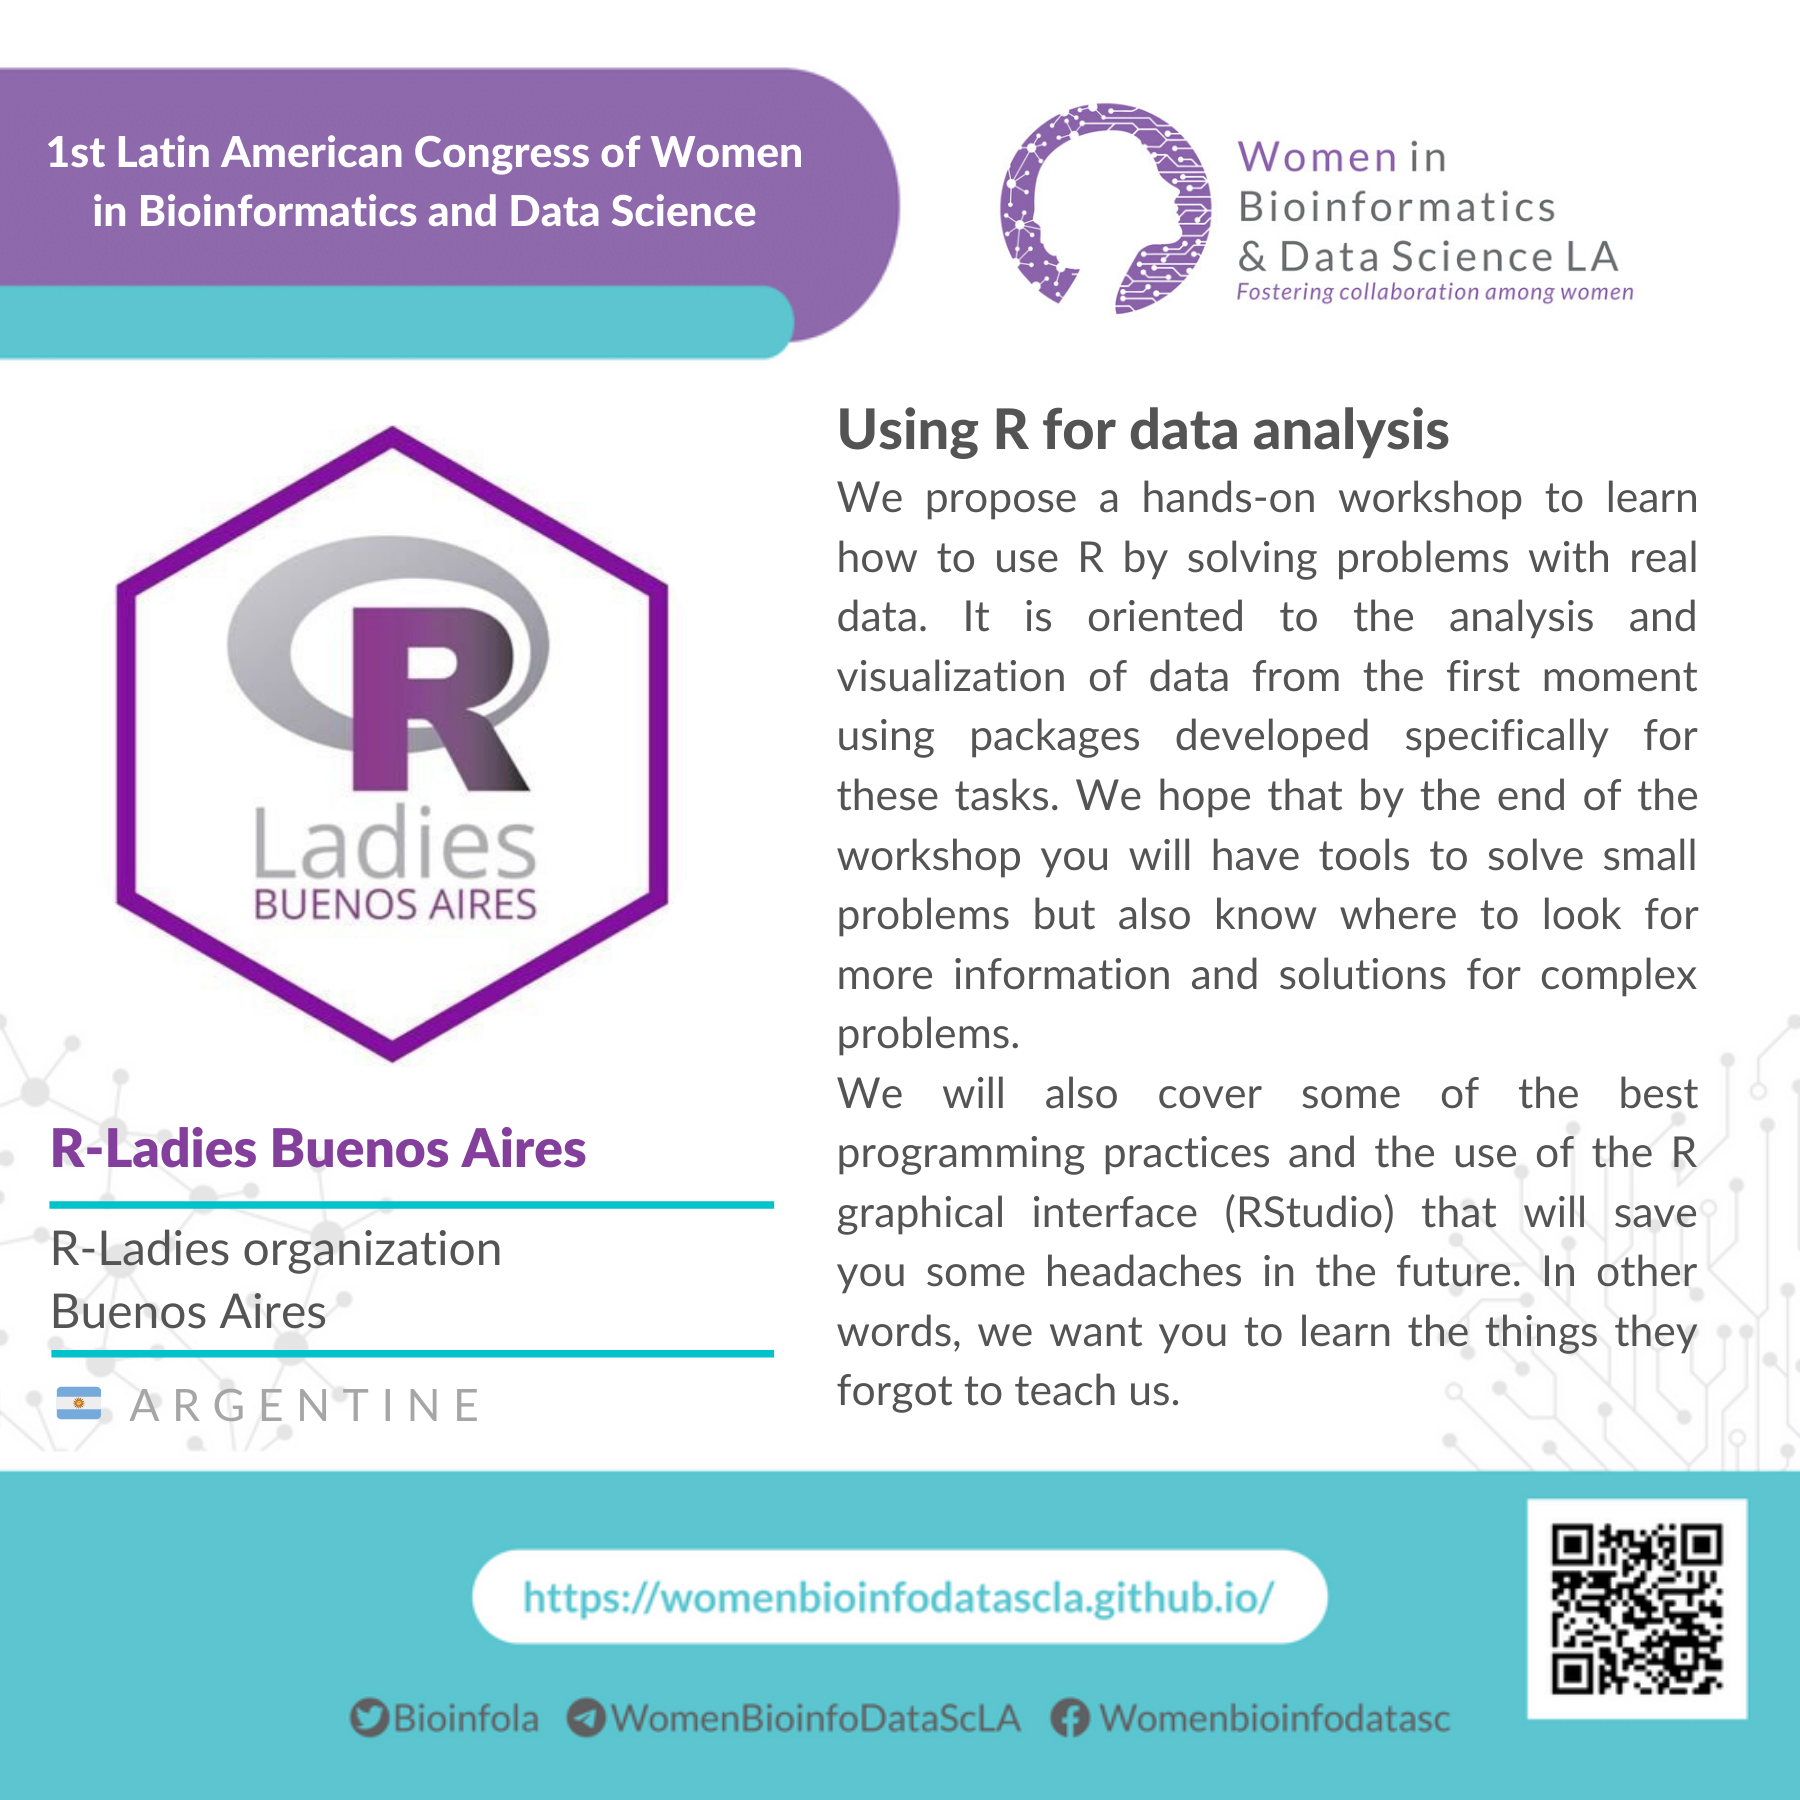 1st Latin American Congress of Women
in Bioinformatics and Data Science
Women in
Bioinformatics
& Data Science LA
Fostering collaboration among women
R
Ladies
BUENOS AIRES
R-Ladies Buenos Aires
R-Ladies organization
Buenos Aires
ARGENTINE
Using R for data analysis
We propose a hands-on workshop to learn
how to use R by solving problems with real
data. It is oriented to the analysis and
visualization of data from the first moment
using packages developed specifically for
these tasks. We hope that by the end of the
workshop you will have tools to solve small
problems but also know where to look for
more information and solutions for complex
problems.
We will also cover some of the best
programming practices and the use of the R
graphical interface (RStudio) that will save
you some headaches in the future. In other
words, we want you to learn the things they
forgot to teach us.
https://womenbioinfodatascla.github.io/
Bioinfola WomenBioinfoDataScLA Womenbioinfodatasc